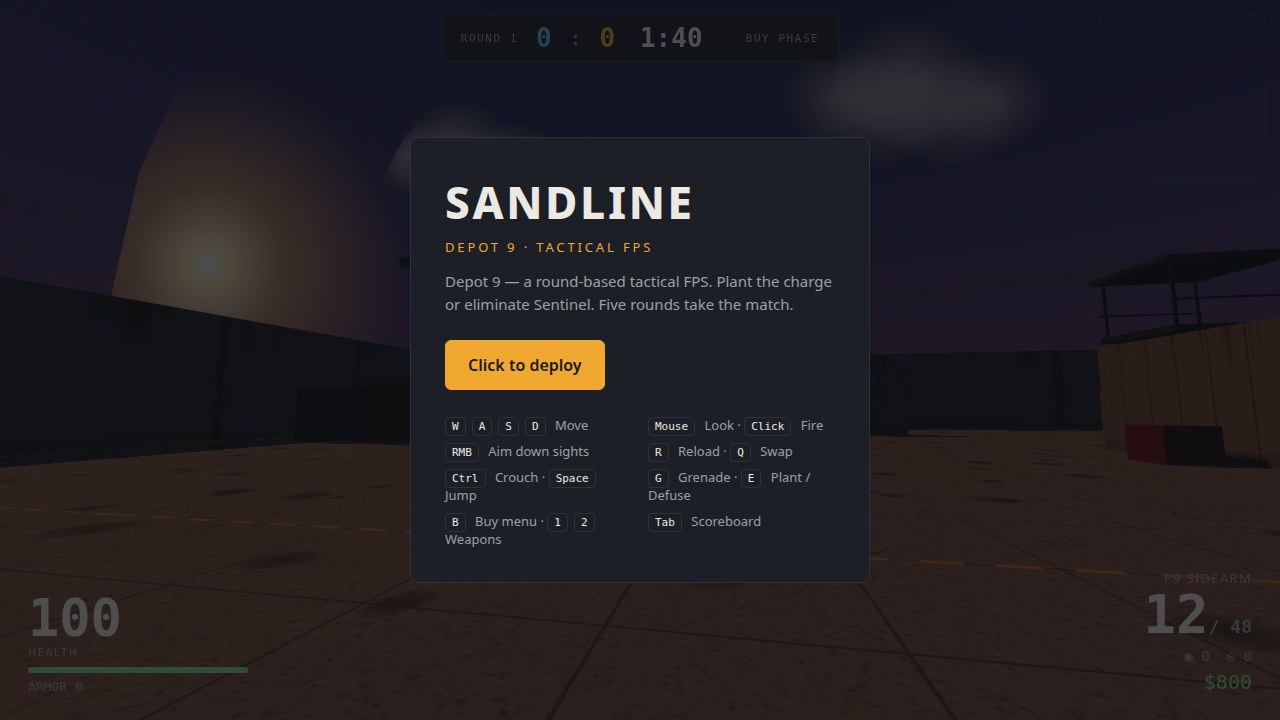 ROUND 1 0 : 0 1:40 BUY PHASE
SANDLINE
DEPOT 9 · TACTICAL FPS
Depot 9 — a round-based tactical FPS. Plant the charge
or eliminate Sentinel. Five rounds take the match.
Click to deploy
W A S D Move
Mouse Look · Click Fire
RMB Aim down sights
R Reload · Q Swap
Ctrl Crouch · Space
Jump
G Grenade · E Plant /
Defuse
B Buy menu · 1 2
Weapons
Tab Scoreboard
100
HEALTH
ARMOR 0
P9 SIDEARM
12 / 48
◉ 0 ◎ 0
$800